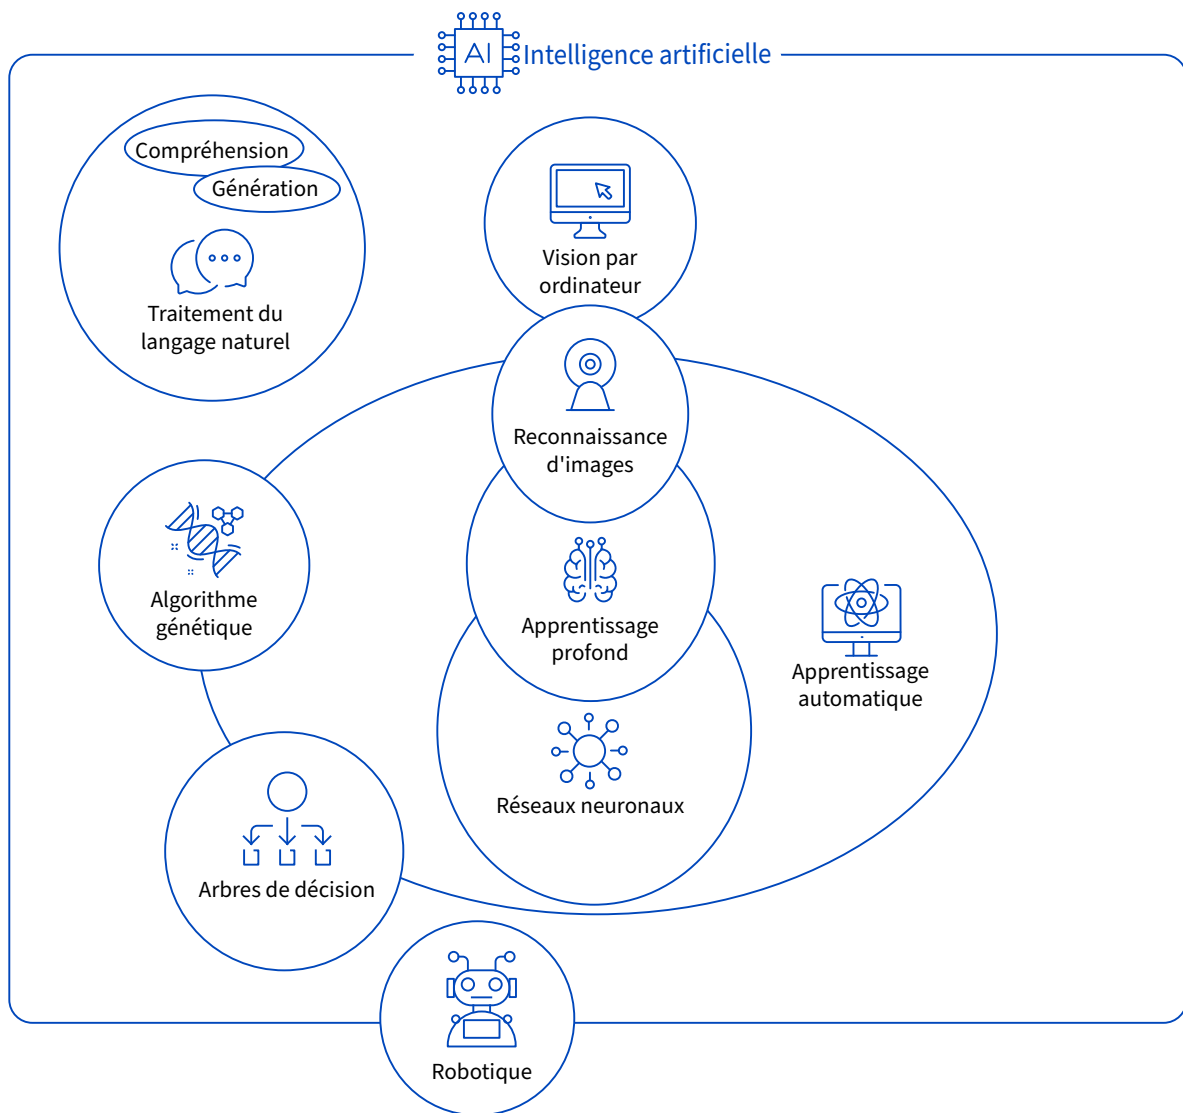 AI
Intelligence artificielle
Compréhension
Génération
Traitement du
langage naturel
Vision par
ordinateur
Reconnaissance
d'images
Algorithme
génétique
Apprentissage
profond
Apprentissage
automatique
Réseaux neuronaux
Arbres de décision
Robotique